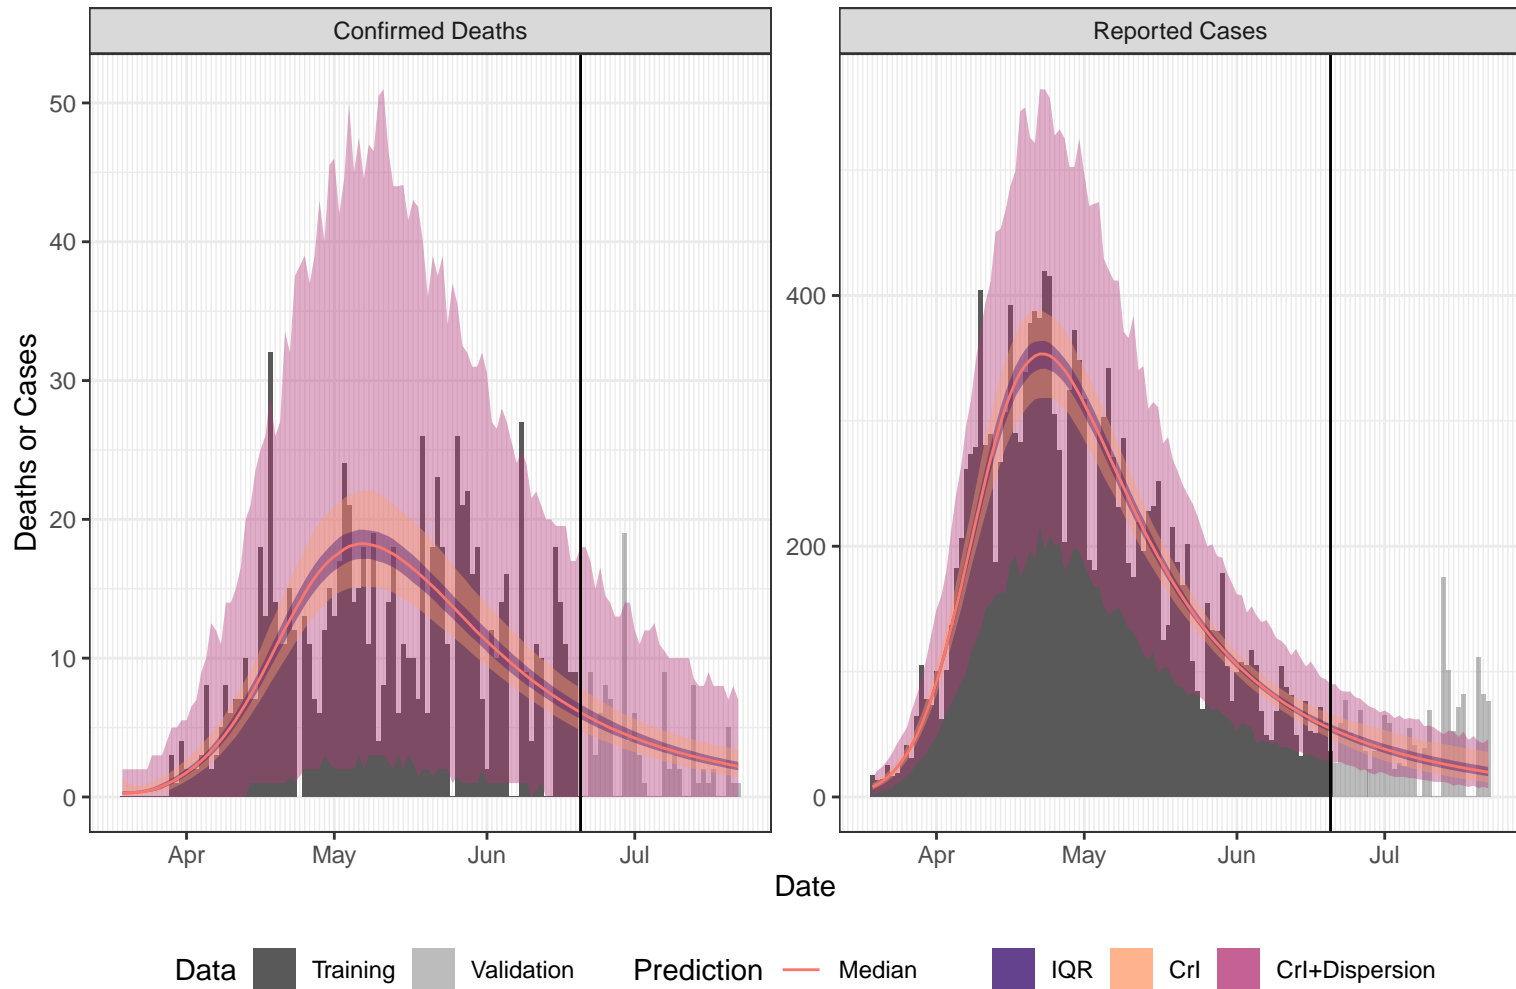 Confirmed Deaths
Reported Cases
Deaths or Cases
50
40
30
20
10
0
400
200
0
Apr
May
Jun
Jul
Apr
May
Jun
Jul
Date
Data Training Validation Prediction Median IQR CrI CrI+Dispersion